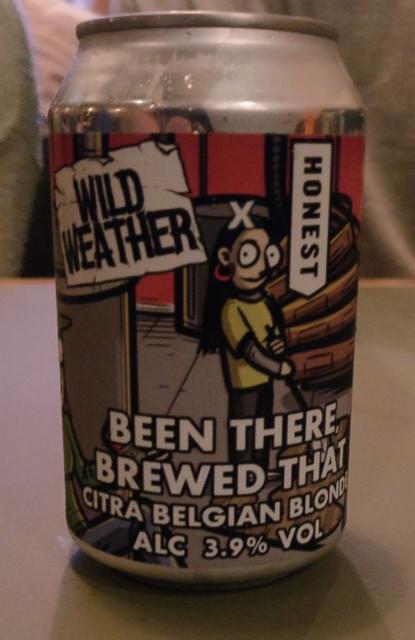 WILD
WEATHER
X
HONEST
BEEN THERE,
BREWED THAT
CITRA BELGIAN BLONDE
ALC 3.9% VOL